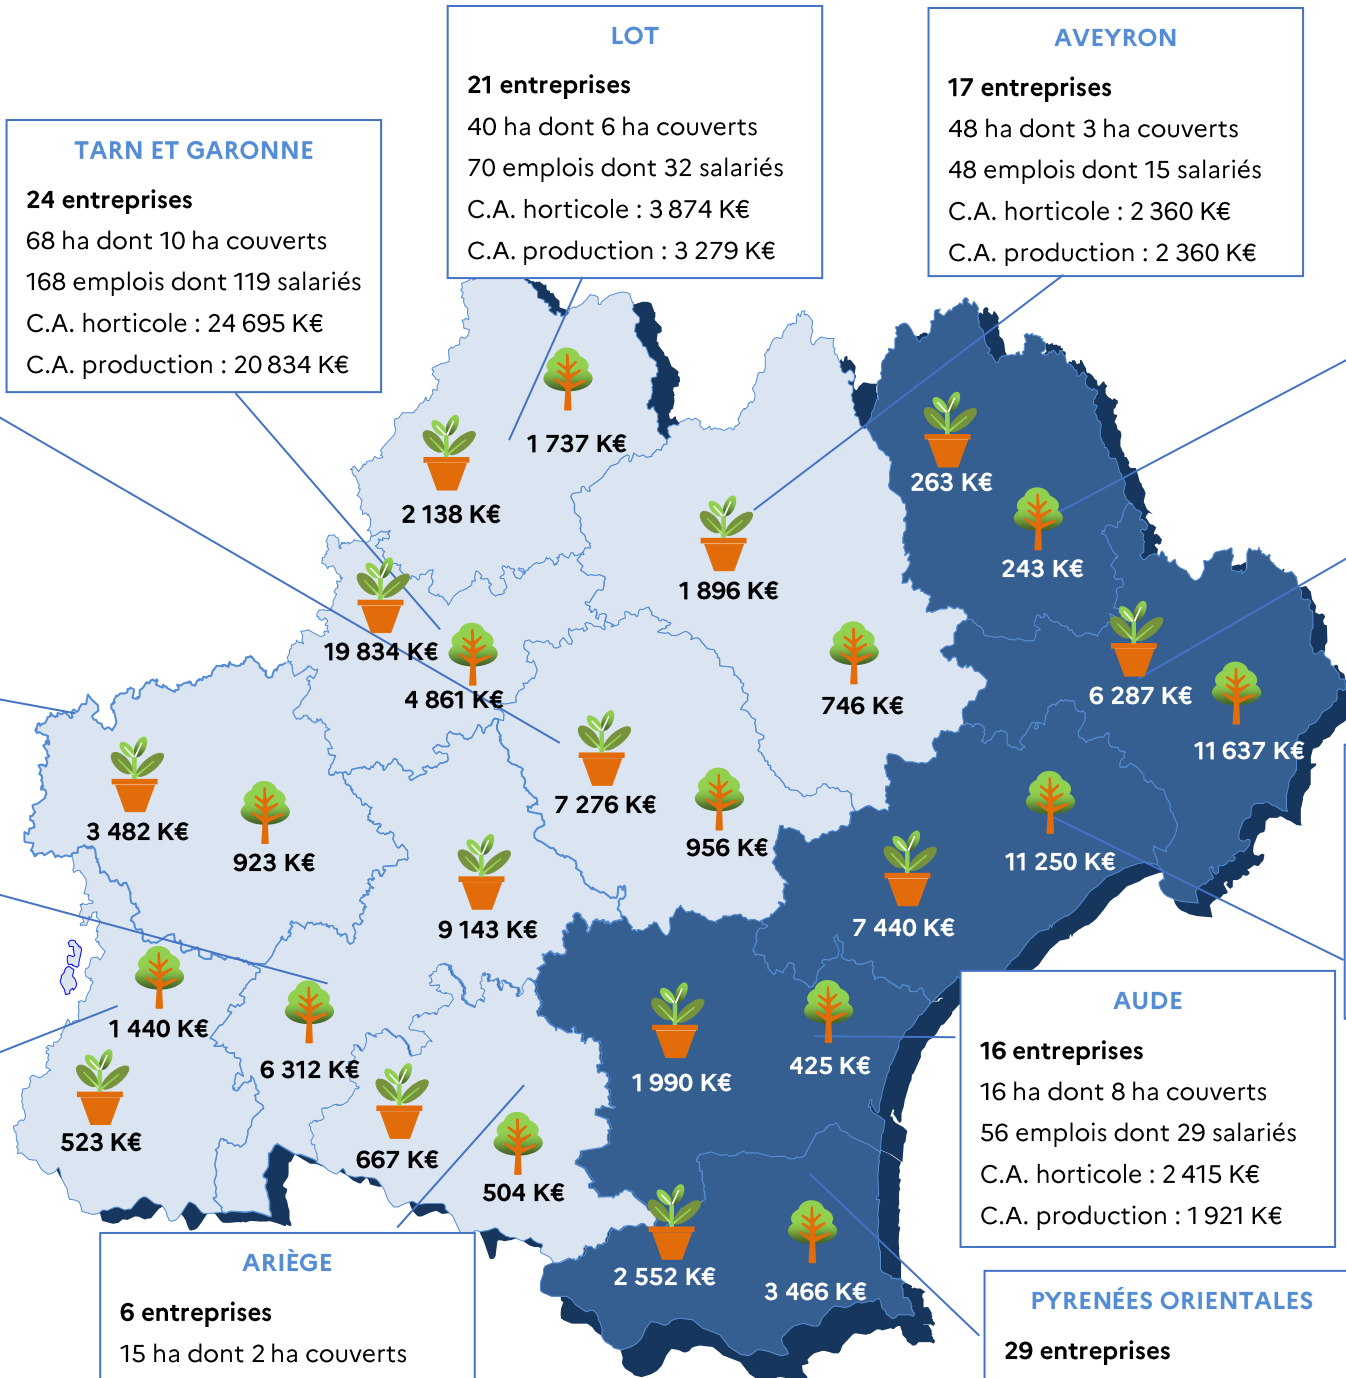 LOT
21 entreprises
40 ha dont 6 ha couverts
70 emplois dont 32 salariés
C.A. horticole : 3 874 K€
C.A. production : 3 279 K€
AVEYRON
17 entreprises
48 ha dont 3 ha couverts
48 emplois dont 15 salariés
C.A. horticole : 2 360 K€
C.A. production : 2 360 K€
TARN ET GARONNE
24 entreprises
68 ha dont 10 ha couverts
168 emplois dont 119 salariés
C.A. horticole : 24 695 K€
C.A. production : 20 834 K€
1 737 K€
2 138 K€
263 K€
243 K€
1 896 K€
19 834 K€
4 861 K€
746 K€
6 287 K€
11 637 K€
7 276 K€
956 K€
3 482 K€
923 K€
11 250 K€
7 440 K€
9 143 K€
1 440 K€
6 312 K€
523 K€
667 K€
504 K€
1 990 K€
425 K€
2 552 K€
3 466 K€
AUDE
16 entreprises
16 ha dont 8 ha couverts
56 emplois dont 29 salariés
C.A. horticole : 2 415 K€
C.A. production : 1 921 K€
ARIÈGE
6 entreprises
15 ha dont 2 ha couverts
PYRENÉES ORIENTALES
29 entreprises